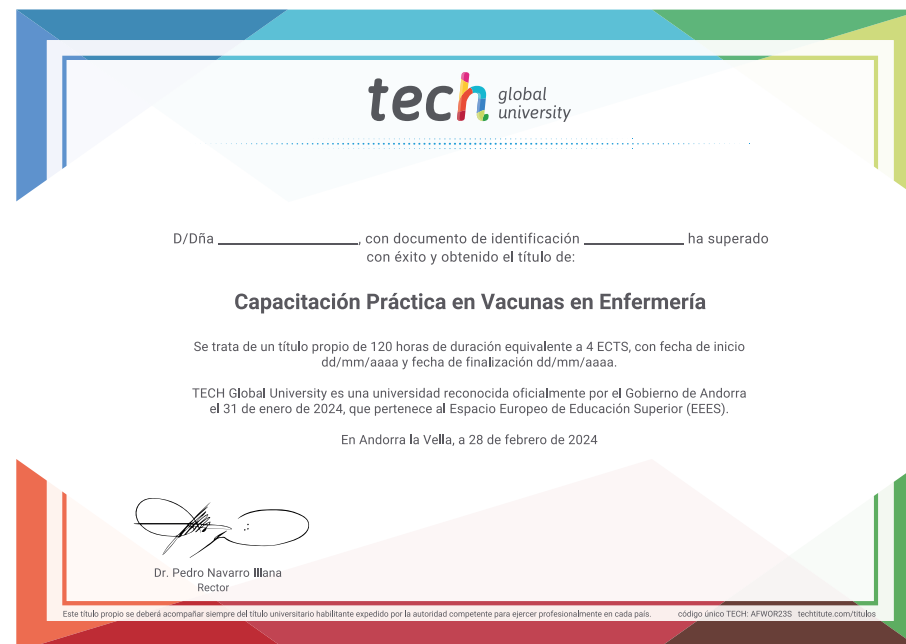 tech global university
D/Dña ________________, con documento de identificación ____________ ha superado
con éxito y obtenido el título de:
Capacitación Práctica en Vacunas en Enfermería
Se trata de un título propio de 120 horas de duración equivalente a 4 ECTS, con fecha de inicio
dd/mm/aaaa y fecha de finalización dd/mm/aaaa.
TECH Global University es una universidad reconocida oficialmente por el Gobierno de Andorra
el 31 de enero de 2024, que pertenece al Espacio Europeo de Educación Superior (EEES).
En Andorra la Vella, a 28 de febrero de 2024
Dr. Pedro Navarro Illana
Rector
Este título propio se deberá acompañar siempre del título universitario habilitante expedido por la autoridad competente para ejercer profesionalmente en cada país. código único TECH: AFWOR23S techtitute.com/titulos